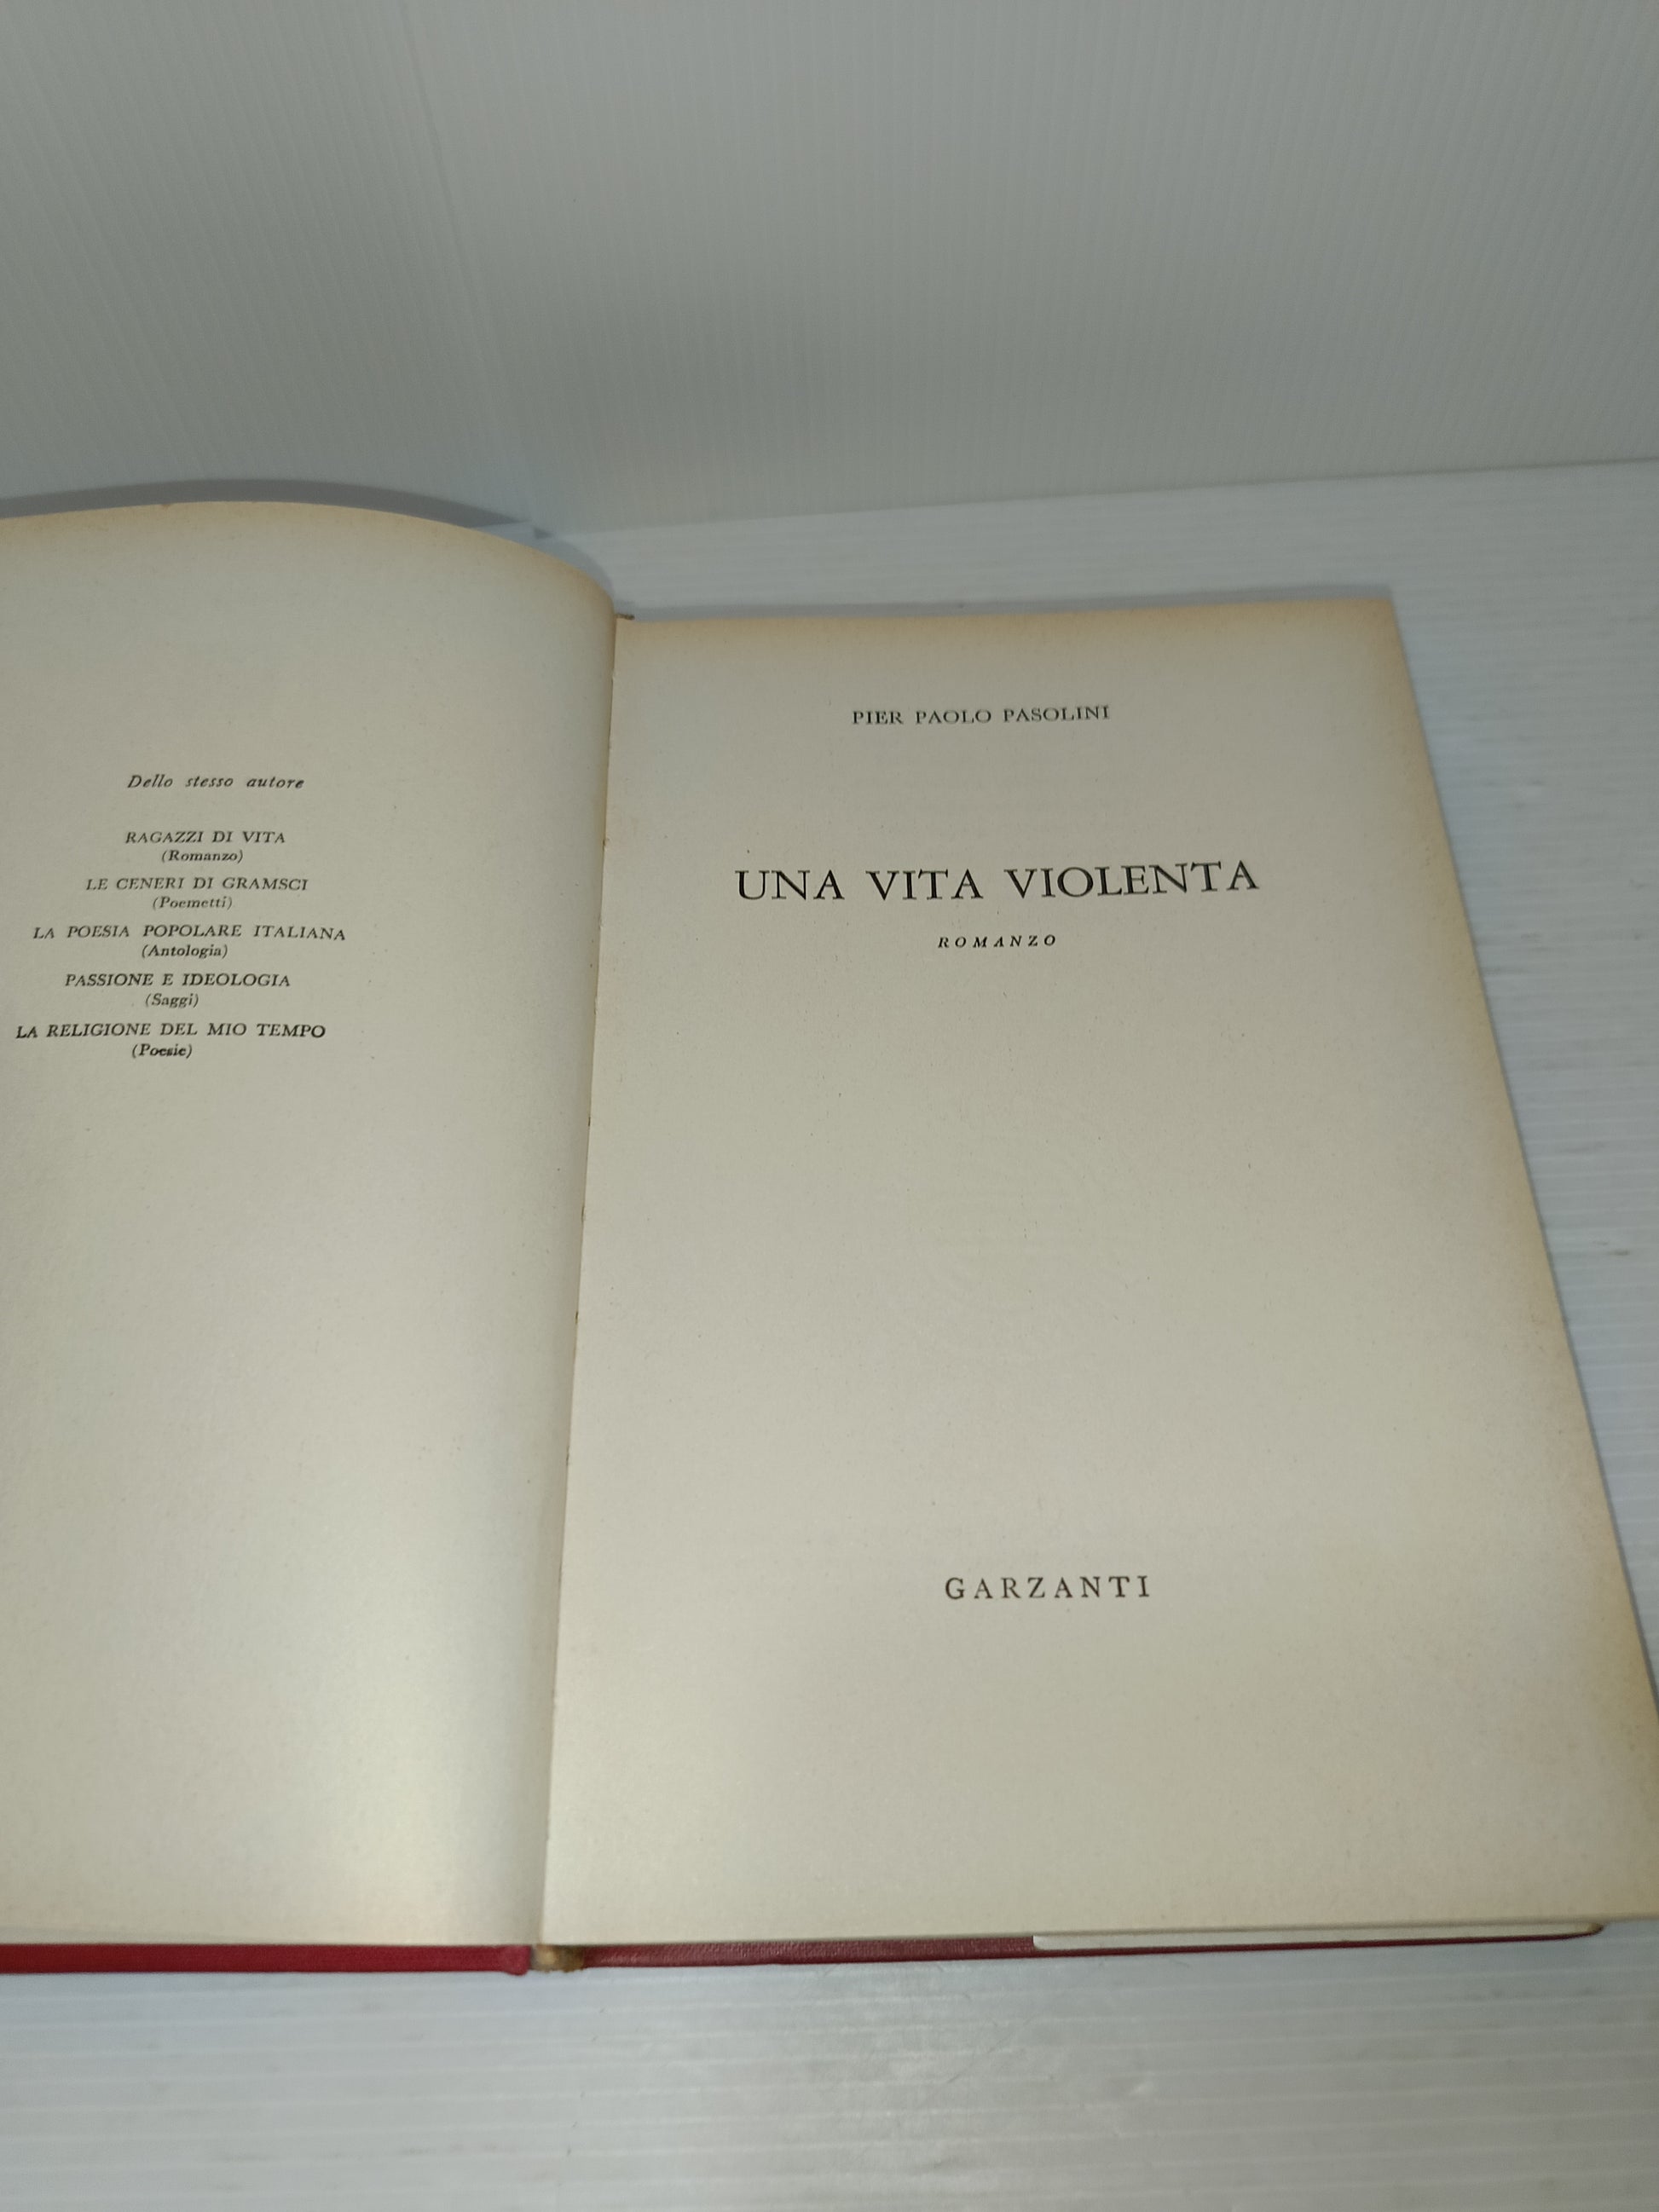 Dello stesso autore
RAGAZZI DI VITA
(Romanzo)
LE CENERI DI GRAMSCI
(Poemetti)
LA POESIA POPOLARE ITALIANA
(Antologia)
PASSIONE E IDEOLOGIA
(Saggi)
LA RELIGIONE DEL MIO TEMPO
(Poesie)
PIER PAOLO PASOLINI
UNA VITA VIOLENTA
ROMANZO
GARZANTI